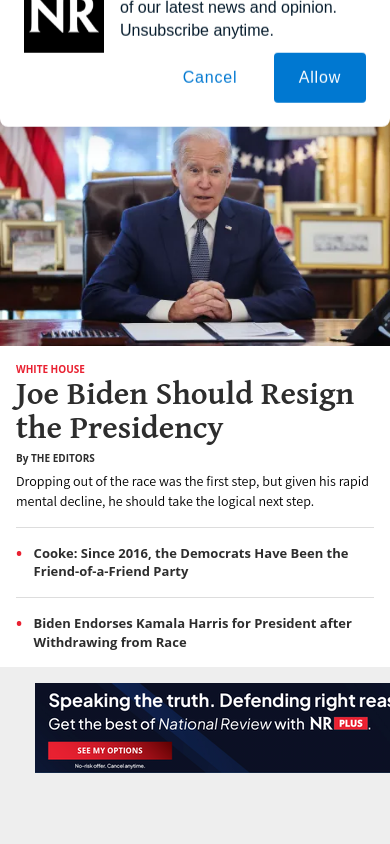 NR
of our latest news and opinion.
Unsubscribe anytime.
Cancel
Allow
WHITE HOUSE
Joe Biden Should Resign
the Presidency
By THE EDITORS
Dropping out of the race was the first step, but given his rapid
mental decline, he should take the logical next step.
• Cooke: Since 2016, the Democrats Have Been the
Friend-of-a-Friend Party
• Biden Endorses Kamala Harris for President after
Withdrawing from Race
Speaking the truth. Defending right reas
Get the best of National Review with NR PLUS.
SEE MY OPTIONS
No-risk offer. Cancel anytime.